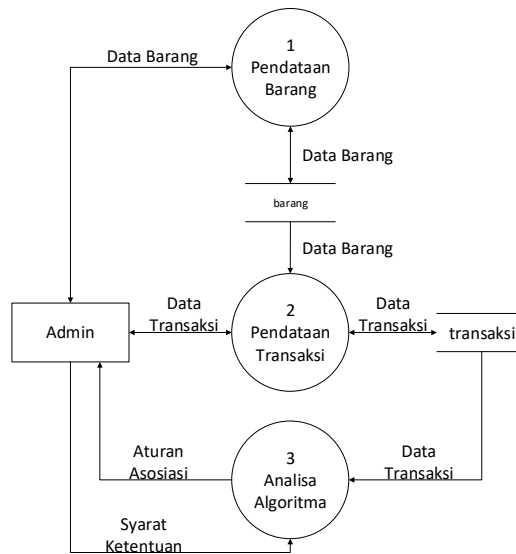 1
Pendataan
Barang
Data Barang
Data Barang
barang
Data Barang
Admin
Data
Transaksi
2
Pendataan
Transaksi
Data
Transaksi
transaksi
Aturan
Asosiasi
3
Analisa
Algoritma
Data
Transaksi
Syarat
Ketentuan